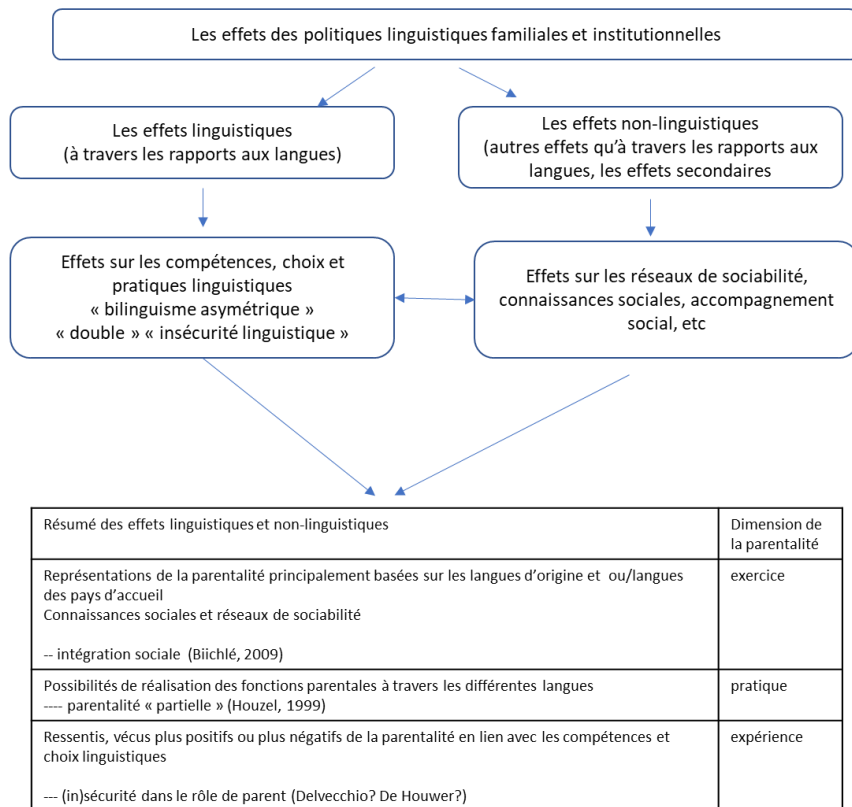 Les effets des politiques linguistiques familiales et institutionnelles
Les effets linguistiques
(à travers les rapports aux langues)
Les effets non-linguistiques
(autres effets qu'à travers les rapports aux
langues, les effets secondaires
Effets sur les compétences, choix et
pratiques linguistiques
« bilinguisme asymétrique »
« double » « insécurité linguistique »
Effets sur les réseaux de sociabilité,
connaissances sociales, accompagnement
social, etc
Résumé des effets linguistiques et non-linguistiques
Dimension de
la parentalité
Représentations de la parentalité principalement basées sur les langues d'origine et ou/langues
des pays d'accueil
Connaissances sociales et réseaux de sociabilité
-- intégration sociale (Biichlé, 2009)
exercice
Possibilités de réalisation des fonctions parentales à travers les différentes langues
---- parentalité « partielle » (Houzel, 1999)
pratique
Ressentis, vécus plus positifs ou plus négatifs de la parentalité en lien avec les compétences et
choix linguistiques
--- (in)sécurité dans le rôle de parent (Delvecchio? De Houwer?)
expérience